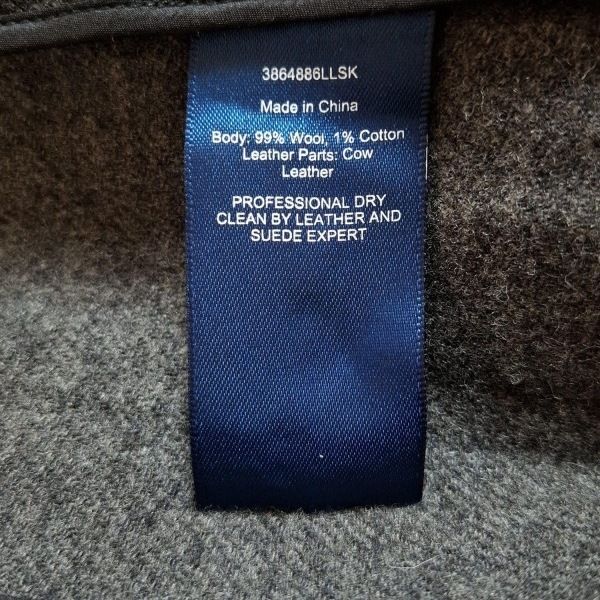 3864886LLSK
Made in China
Body: 99% Wool, 1% Cotton
Leather Parts: Cow
Leather
PROFESSIONAL DRY
CLEAN BY LEATHER AND
SUEDE EXPERT